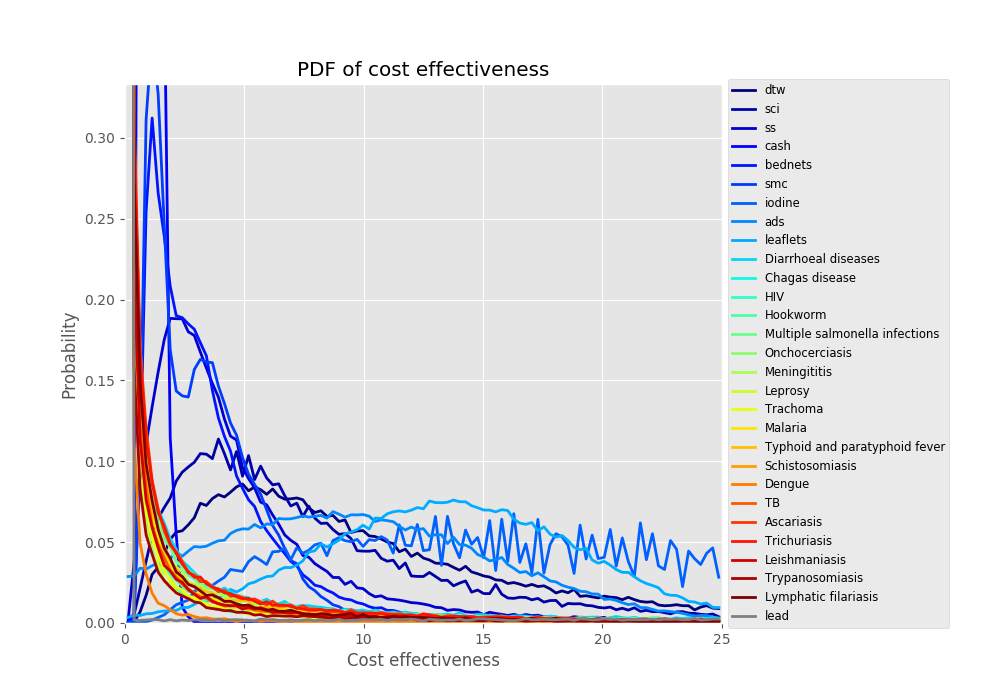 PDF of cost effectiveness
0.30
0.25
0.20
0.15
0.10
0.05
0.00
Probability
0 5 10 15 20 25
Cost effectiveness
dtw
sci
ss
cash
bednets
smc
iodine
ads
leaflets
Diarrhoeal diseases
Chagas disease
HIV
Hookworm
Multiple salmonella infections
Onchocerciasis
Meningititis
Leprosy
Trachoma
Malaria
Typhoid and paratyphoid fever
Schistosomiasis
Dengue
TB
Ascariasis
Trichuriasis
Leishmaniasis
Trypanosomiasis
Lymphatic filariasis
lead